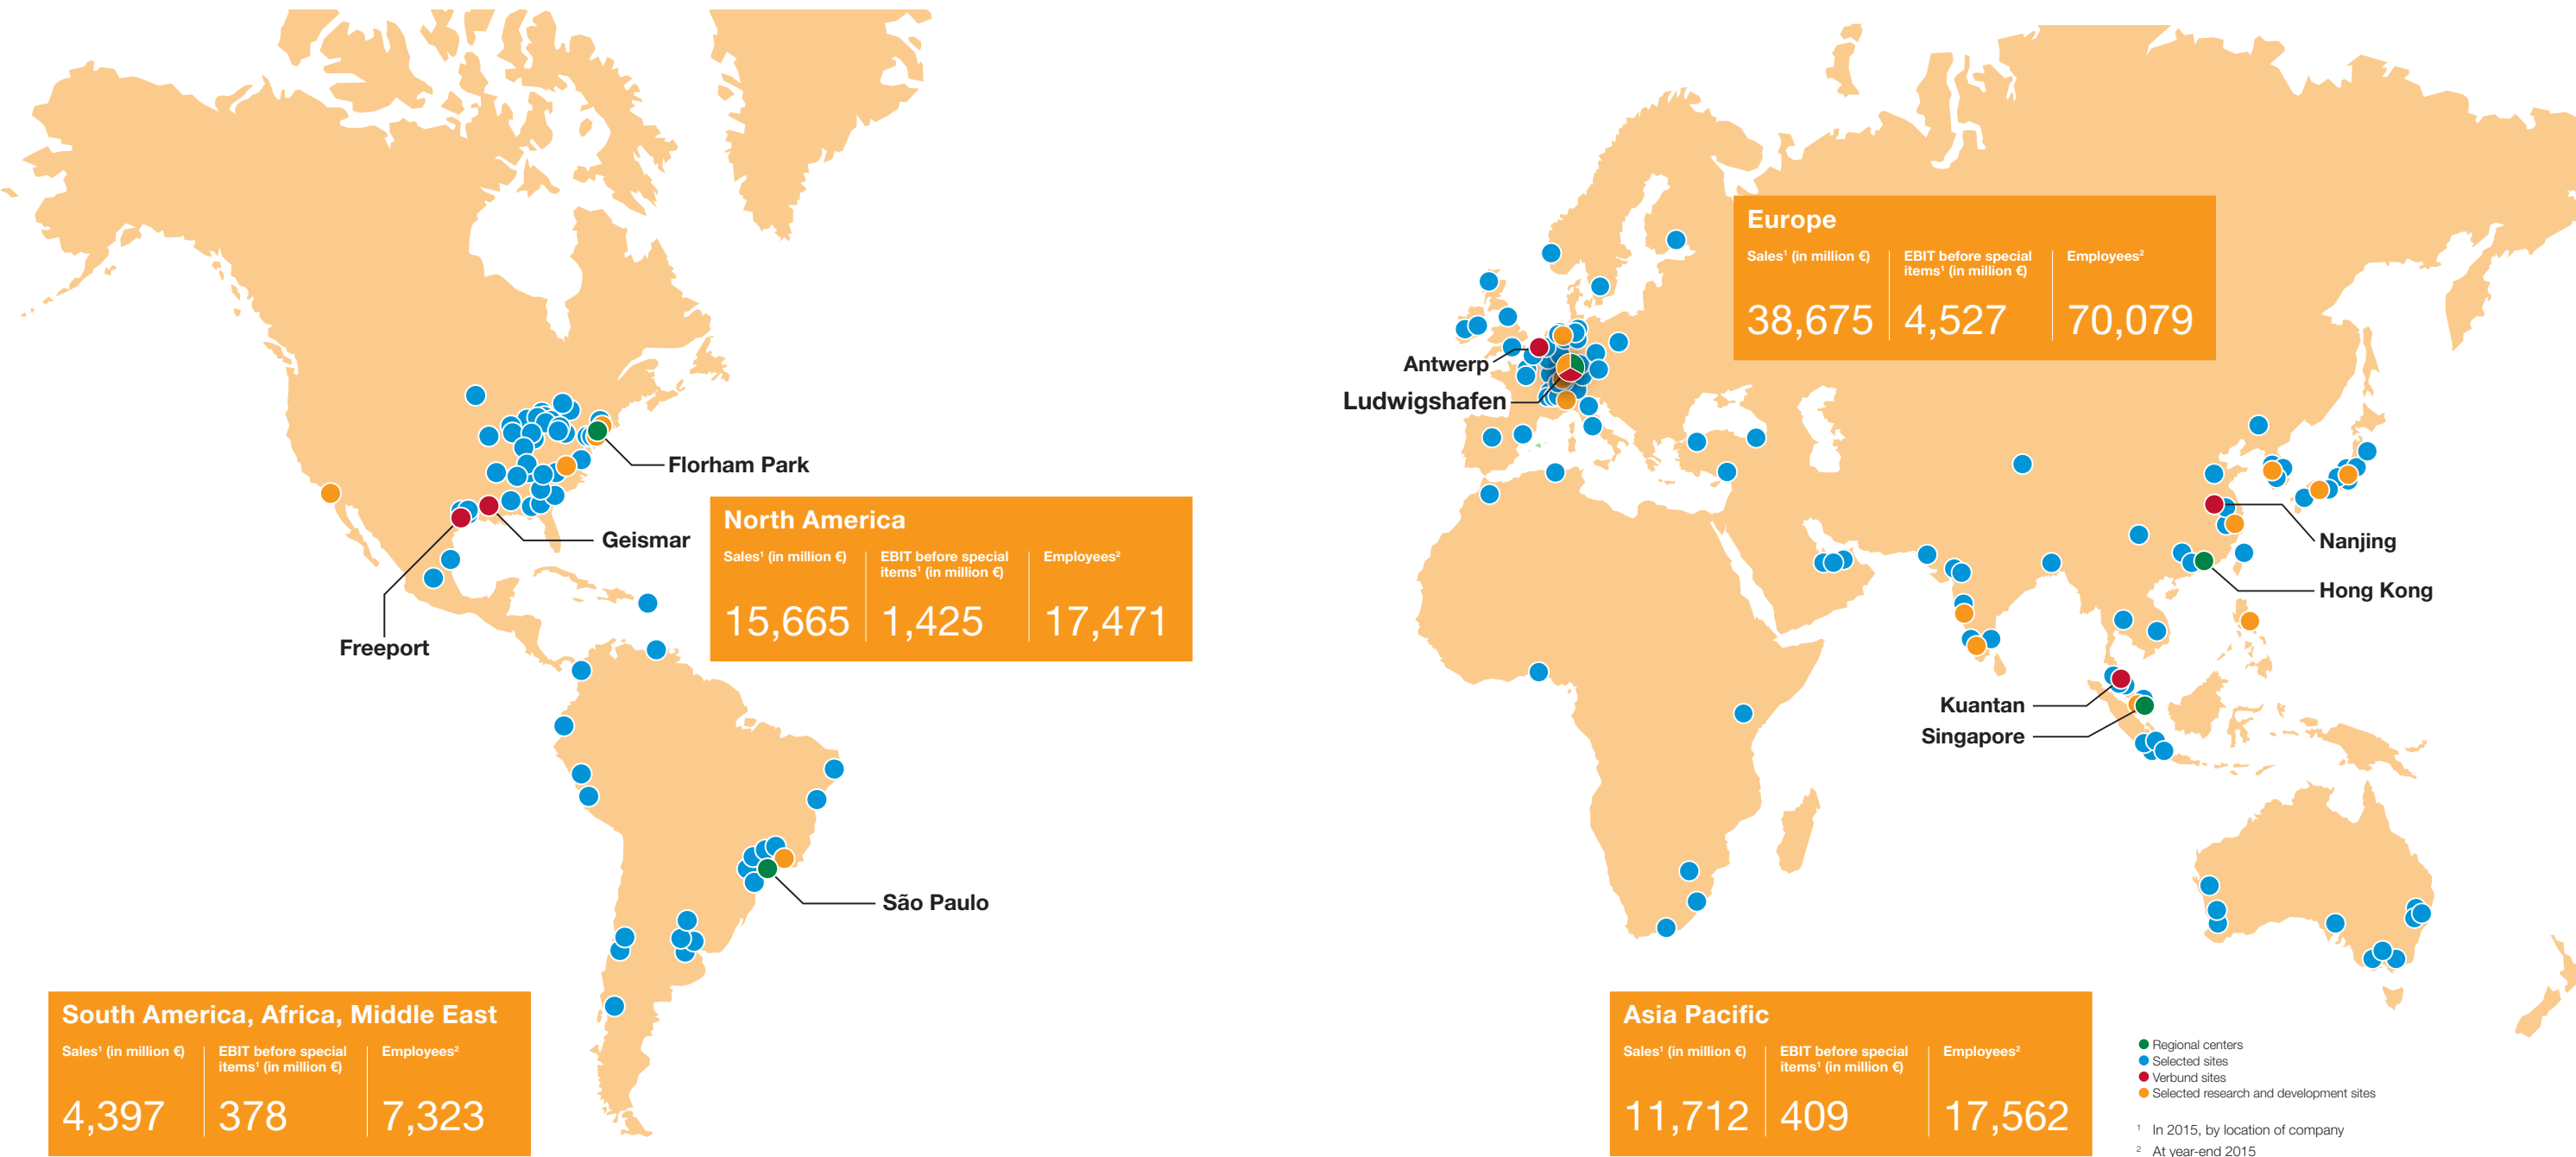 Europe
Sales¹ (in million €)
EBIT before special
items¹ (in million €)
Employees²
38,675
4,527
70,079
Antwerp
Ludwigshafen
Florham Park
Geismar
Freeport
North America
Sales¹ (in million €)
EBIT before special
items¹ (in million €)
Employees²
15,665
1,425
17,471
Nanjing
Hong Kong
Kuantan
Singapore
São Paulo
South America, Africa, Middle East
Sales¹ (in million €)
EBIT before special
items¹ (in million €)
Employees²
4,397
378
7,323
Asia Pacific
Sales¹ (in million €)
EBIT before special
items¹ (in million €)
Employees²
11,712
409
17,562
Regional centers
Selected sites
Verbund sites
Selected research and development sites
¹ In 2015, by location of company
² At year-end 2015